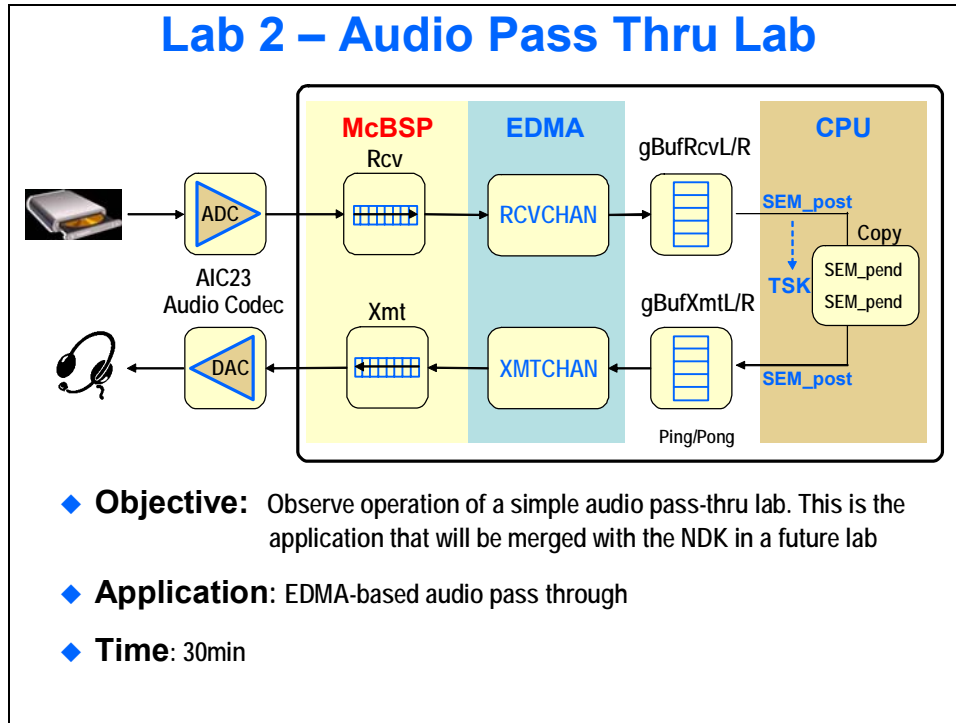 Lab 2 – Audio Pass Thru Lab
McBSP
EDMA
CPU
Rcv
gBufRcvL/R
ADC
RCVCHAN
SEM_post
Copy
AIC23
Audio Codec
TSK
SEM_pend
SEM_pend
Xmt
gBufXmtL/R
DAC
XMTCHAN
SEM_post
Ping/Pong
Objective: Observe operation of a simple audio pass-thru lab. This is the
application that will be merged with the NDK in a future lab
Application: EDMA-based audio pass through
Time: 30min